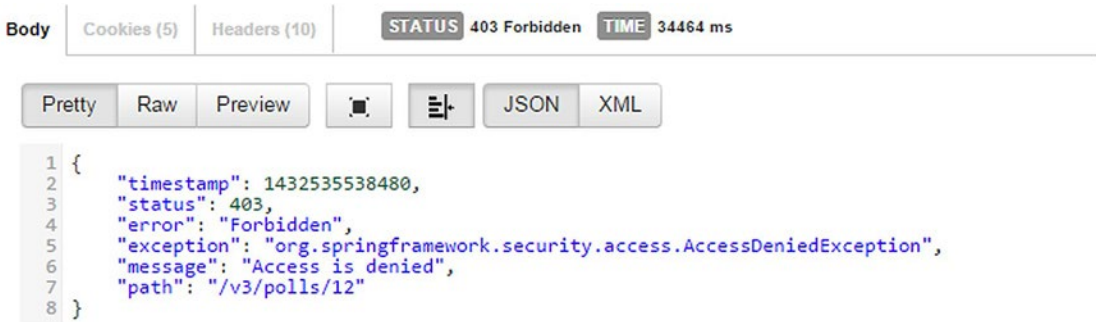 Body Cookies (5) Headers (10) STATUS 403 Forbidden TIME 34464 ms
Pretty Raw Preview JSON XML
1 {
2 "timestamp": 1432535538480,
3 "status": 403,
4 "error": "Forbidden",
5 "exception": "org.springframework.security.access.AccessDeniedException",
6 "message": "Access is denied",
7 "path": "/v3/polls/12"
8 }